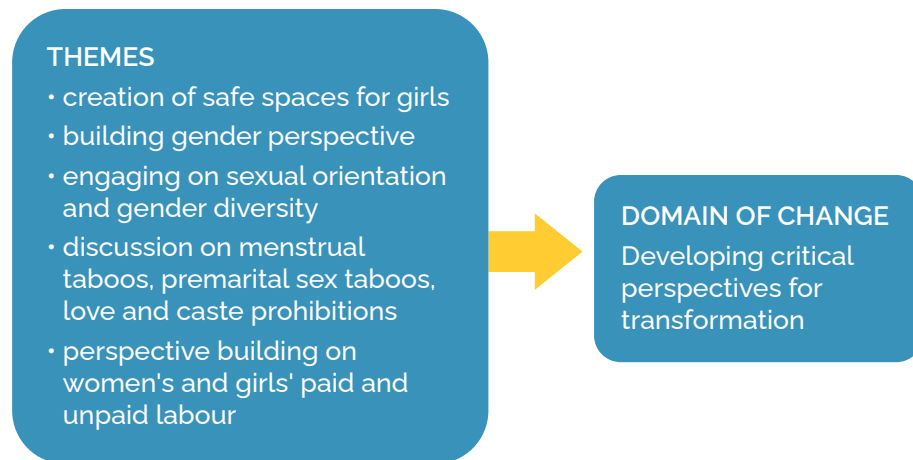 THEMES
• creation of safe spaces for girls
• building gender perspective
• engaging on sexual orientation
and gender diversity
• discussion on menstrual
taboos, premarital sex taboos,
love and caste prohibitions
• perspective building on
women's and girls' paid and
unpaid labour
DOMAIN OF CHANGE
Developing critical
perspectives for
transformation